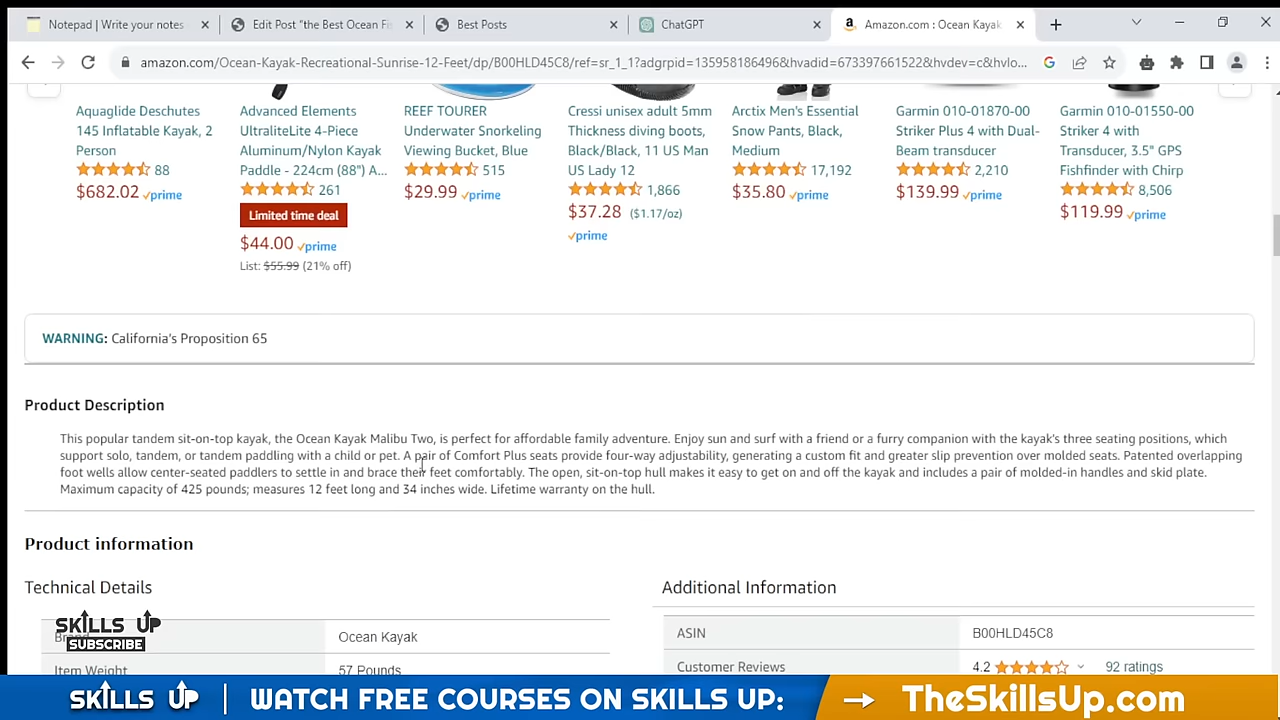 Notepad | Write your notes
Edit Post "the Best Ocean Fi
Best Posts
ChatGPT
Amazon.com : Ocean Kayak
amazon.com/Ocean-Kayak-Recreational-Sunrise-12-Feet/dp/B00HLD45C8/ref=sr_1_1?adgrpid=135958186496&hvadid=673397661522&hvdev=c&hvlo...
Aquaglide Deschutes
145 Inflatable Kayak, 2
Person
88
$682.02 prime
Advanced Elements
UltraliteLite 4-Piece
Aluminum/Nylon Kayak
Paddle - 224cm (88") A...
261
Limited time deal
$44.00 prime
List: $55.99 (21% off)
REEF TOURER
Underwater Snorkeling
Viewing Bucket, Blue
515
$29.99 prime
Cressi unisex adult 5mm
Thickness diving boots,
Black/Black, 11 US Man
US Lady 12
1,866
$37.28 ($1.17/oz)
prime
Arctix Men's Essential
Snow Pants, Black,
Medium
17,192
$35.80 prime
Garmin 010-01870-00
Striker Plus 4 with Dual-
Beam transducer
2,210
$139.99 prime
Garmin 010-01550-00
Striker 4 with
Transducer, 3.5" GPS
Fishfinder with Chirp
8,506
$119.99 prime
WARNING: California's Proposition 65
Product Description
This popular tandem sit-on-top kayak, the Ocean Kayak Malibu Two, is perfect for affordable family adventure. Enjoy sun and surf with a friend or a furry companion with the kayak's three seating positions, which
support solo, tandem, or tandem paddling with a child or pet. A pair of Comfort Plus seats provide four-way adjustability, generating a custom fit and greater slip prevention over molded seats. Patented overlapping
foot wells allow center-seated paddlers to settle in and brace their feet comfortably. The open, sit-on-top hull makes it easy to get on and off the kayak and includes a pair of molded-in handles and skid plate.
Maximum capacity of 425 pounds; measures 12 feet long and 34 inches wide. Lifetime warranty on the hull.
Product information
Technical Details
Additional Information
Brand Ocean Kayak
Item Weight 57 Pounds
ASIN B00HLD45C8
Customer Reviews 4.2 92 ratings
SKILLS UP
SUBSCRIBE
SKILLS UP
WATCH FREE COURSES ON SKILLS UP:
TheSkillsUp.com